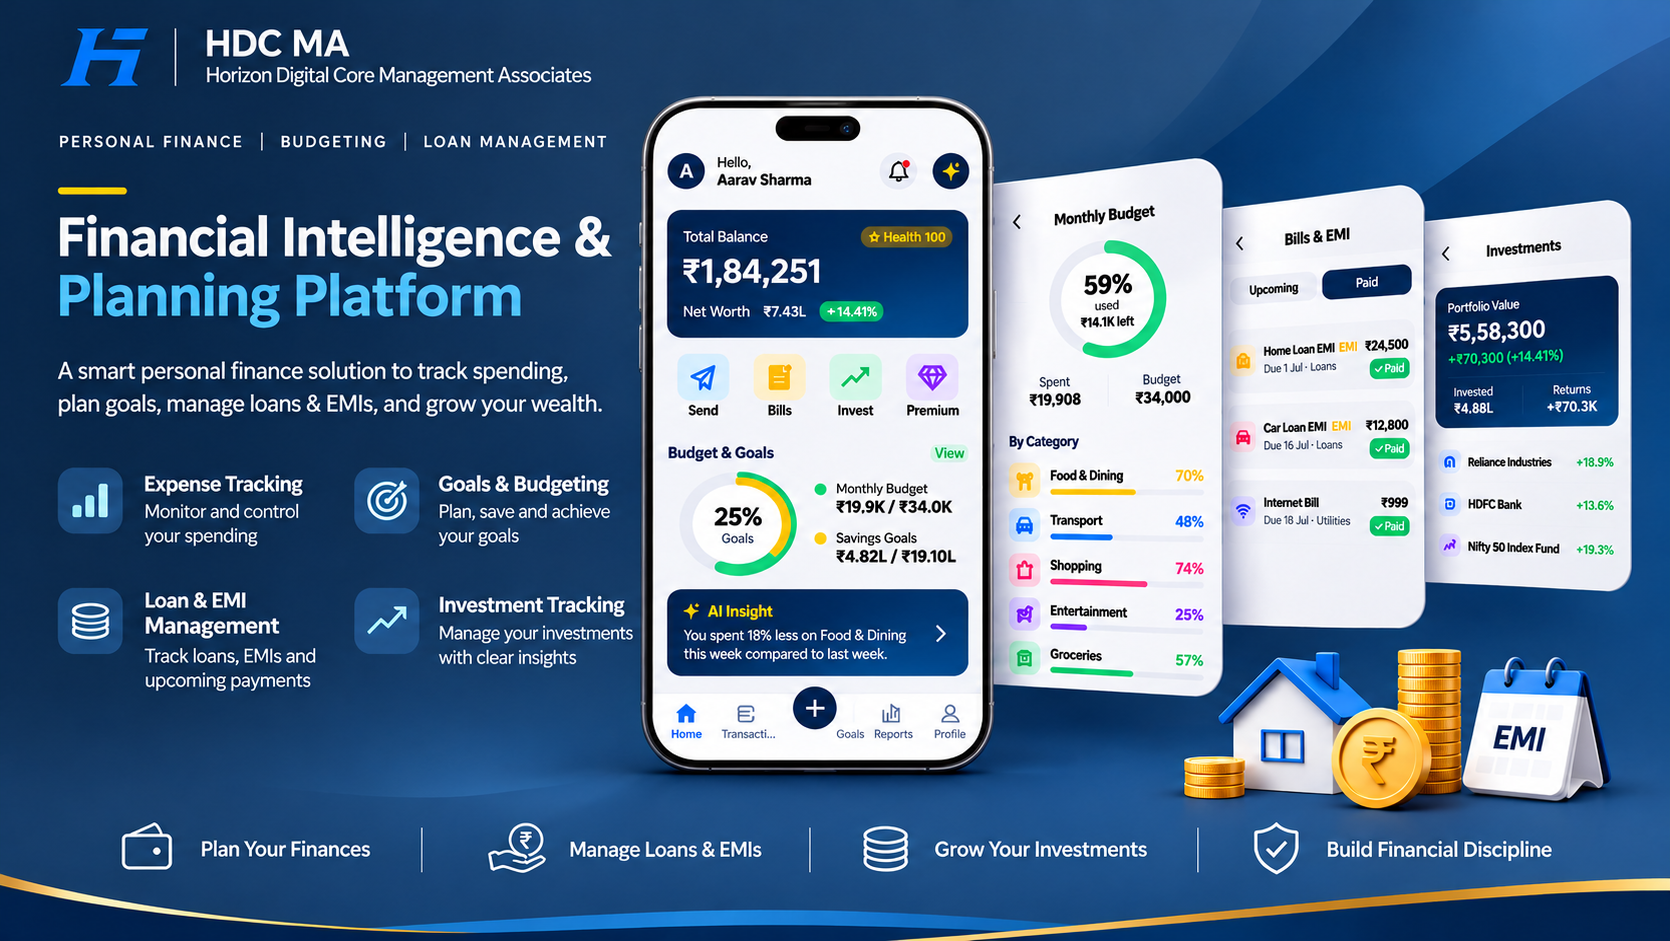 HDC MA
Horizon Digital Core Management Associates
PERSONAL FINANCE | BUDGETING | LOAN MANAGEMENT
Financial Intelligence &
Planning Platform
A smart personal finance solution to track spending,
plan goals, manage loans & EMIs, and grow your wealth.
Expense Tracking
Monitor and control
your spending
Goals & Budgeting
Plan, save and achieve
your goals
Loan & EMI
Management
Track loans, EMIs and
upcoming payments
Investment Tracking
Manage your investments
with clear insights
A
Hello,
Aarav Sharma
Total Balance
Health 100
₹1,84,251
Net Worth ₹7.43L +14.41%
Send
Bills
Invest
Premium
Budget & Goals
View
25%
Goals
Monthly Budget
₹19.9K / ₹34.0K
Savings Goals
₹4.82L / ₹19.10L
AI Insight
You spent 18% less on Food & Dining
this week compared to last week.
Home
Transacti...
Goals
Reports
Profile
Monthly Budget
59%
used
₹14.1K left
Spent
₹19,908
Budget
₹34,000
By Category
Food & Dining 70%
Transport 48%
Shopping 74%
Entertainment 25%
Groceries 57%
Bills & EMI
Upcoming
Paid
Home Loan EMI EMI ₹24,500
Due 1 Jul · Loans Paid
Car Loan EMI EMI ₹12,800
Due 16 Jul · Loans Paid
Internet Bill ₹999
Due 18 Jul · Utilities Paid
Investments
Portfolio Value
₹5,58,300
+₹70,300 (+14.41%)
Invested
₹4.88L
Returns
+₹70.3K
Reliance Industries +18.9%
HDFC Bank +13.6%
Nifty 50 Index Fund +19.3%
₹
EMI
Plan Your Finances
₹
Manage Loans & EMIs
Grow Your Investments
Build Financial Discipline